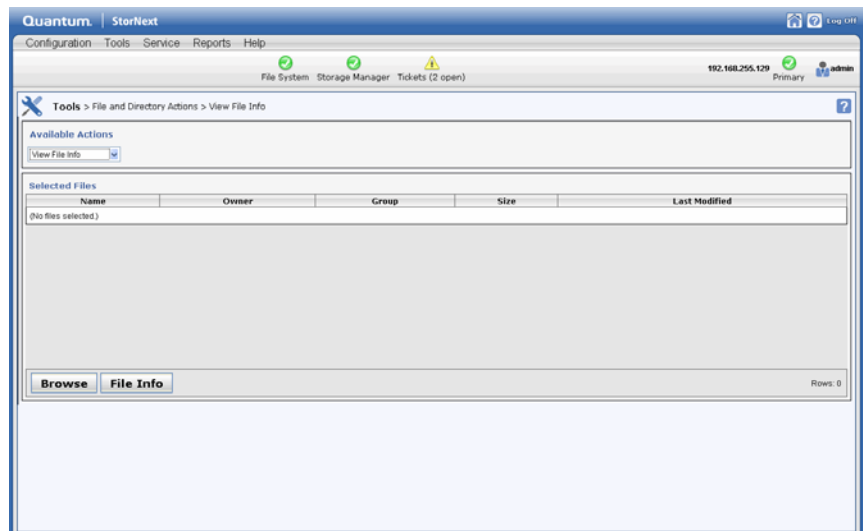 Quantum. StorNext Log Off
Configuration Tools Service Reports Help
File System Storage Manager Tickets (2 open) 192.168.255.129 Primary admin
Tools > File and Directory Actions > View File Info
Available Actions
View File Info
Selected Files
Name Owner Group Size Last Modified
(No files selected.)
Browse File Info Rows: 0